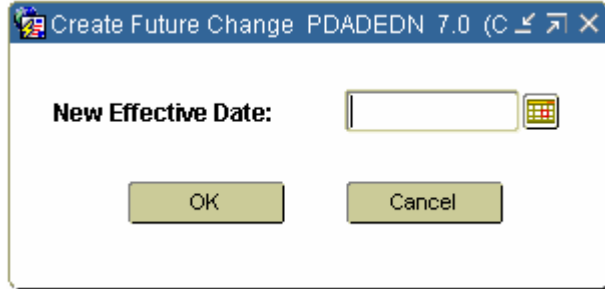 Create Future Change PDADEDN 7.0 (C
New Effective Date:
OK Cancel